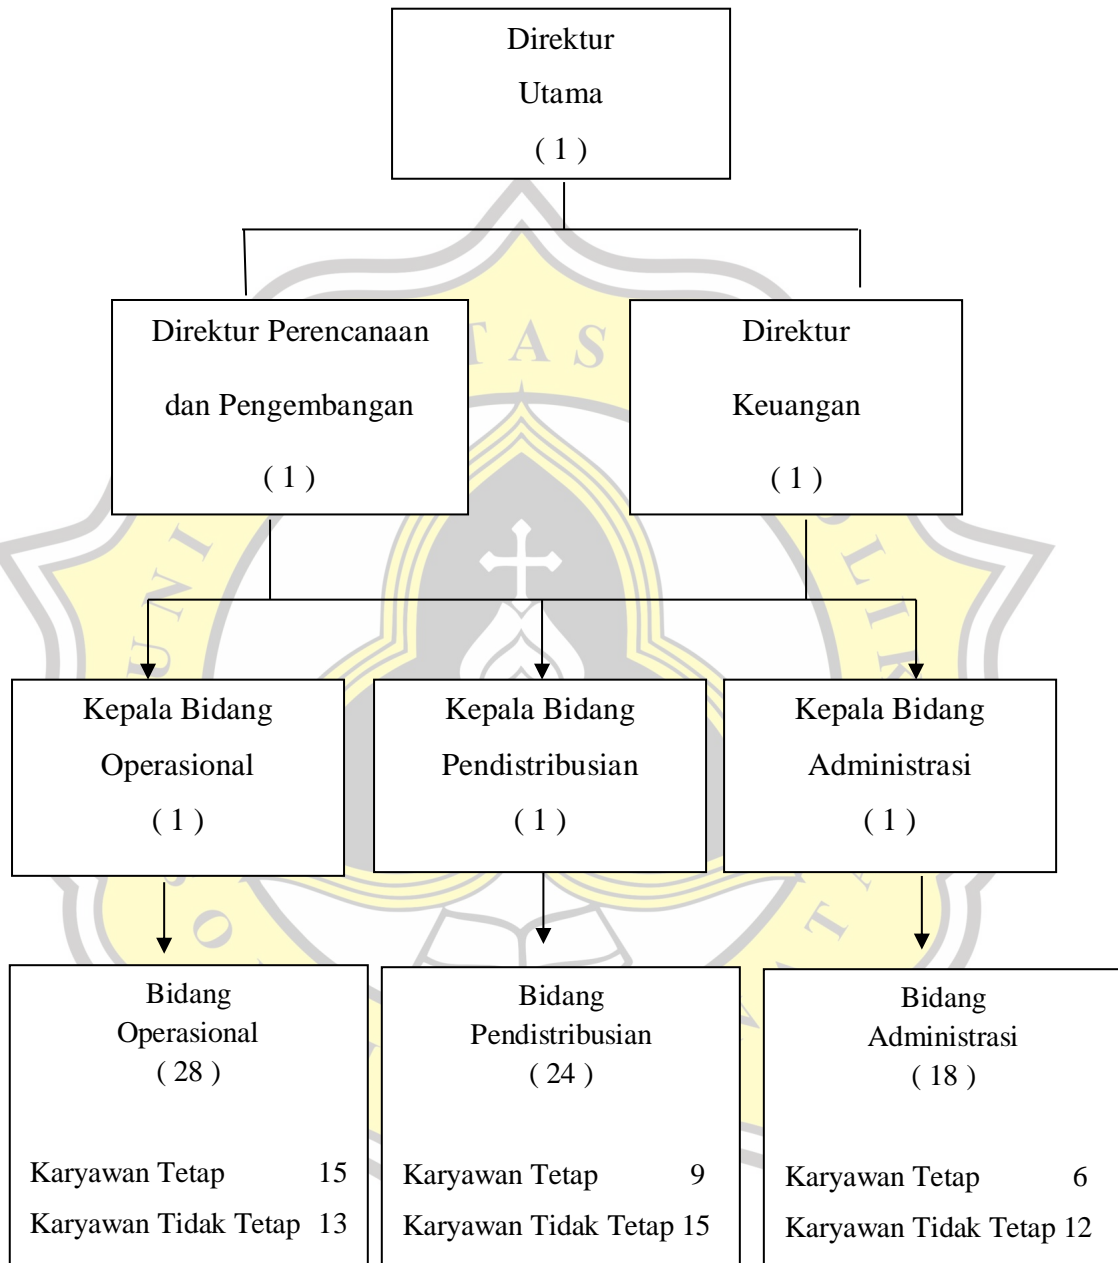 Direktur
Utama
( 1 )
Direktur Perencanaan
dan Pengembangan
( 1 )
Direktur
Keuangan
( 1 )
Kepala Bidang
Operasional
( 1 )
Kepala Bidang
Pendistribusian
( 1 )
Kepala Bidang
Administrasi
( 1 )
Bidang
Operasional
( 28 )
Karyawan Tetap 15
Karyawan Tidak Tetap 13
Bidang
Pendistribusian
( 24 )
Karyawan Tetap 9
Karyawan Tidak Tetap 15
Bidang
Administrasi
( 18 )
Karyawan Tetap 6
Karyawan Tidak Tetap 12